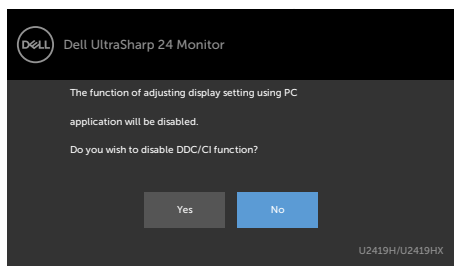 DELL Dell UltraSharp 24 Monitor
The function of adjusting display setting using PC
application will be disabled.
Do you wish to disable DDC/CI function?
Yes No
U2419H/U2419HX